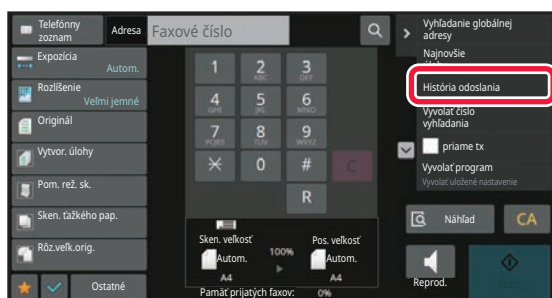 Telefónny
zoznam
Adresa
Faxové číslo
Expozícia
Autom.
Rozlíšenie
Veľmi jemné
Originál
Vytvor. úlohy
Pom. rež. sk.
Sken. ťažkého pap.
Rôz.veľk.orig.
Ostatné
1
2
ABC
3
DEF
4
GHI
5
JKL
6
MNO
7
PQRS
8
TUV
9
WXYZ
0
#
C
R
Sken. veľkosť
Autom.
A4
100%
Pos. veľkosť
Autom.
A4
Pamäť prijatých faxov: 0%
Vyhľadanie globálnej
adresy
Najnovšie
História odoslania
Vyvolať číslo
vyhľadania
priame tx
Vyvolať program
Vyvolať uložené nastavenie
Náhľad
CA
Reprod.
Štart